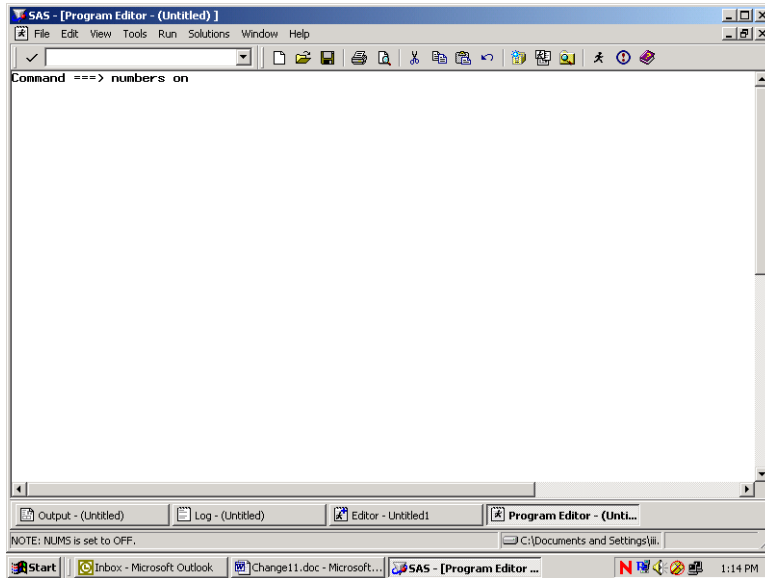 SAS - [Program Editor - (Untitled) ]
File Edit View Tools Run Solutions Window Help
Command ===> numbers on
Output - (Untitled) Log - (Untitled) Editor - Untitled1 Program Editor - (Unti...
NOTE: NUMS is set to OFF. C:\Documents and Settings\iii.
Start Inbox - Microsoft Outlook Change11.doc - Microsoft... SAS - [Program Editor ... N 1:14 PM